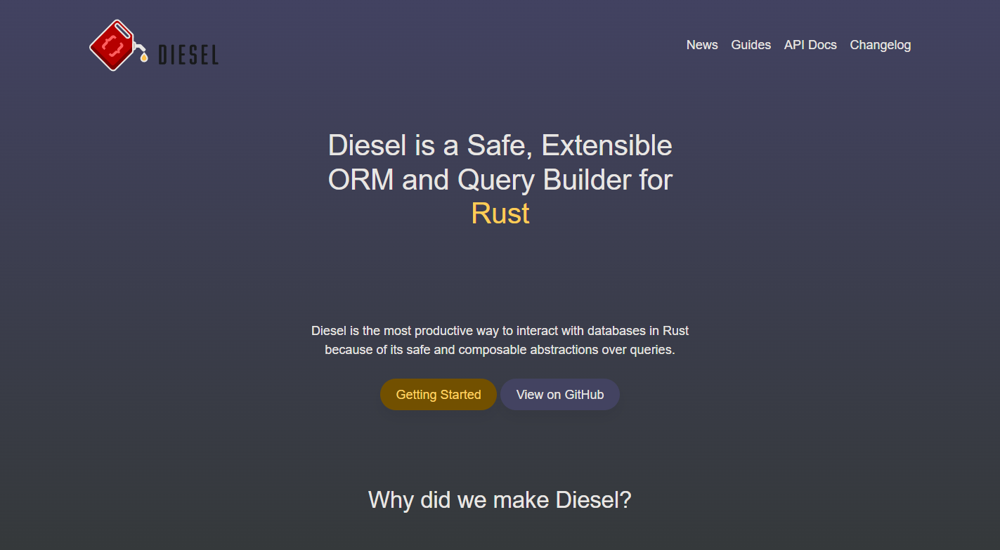 DIESEL
News Guides API Docs Changelog
Diesel is a Safe, Extensible
ORM and Query Builder for
Rust
Diesel is the most productive way to interact with databases in Rust
because of its safe and composable abstractions over queries.
Getting Started View on GitHub
Why did we make Diesel?